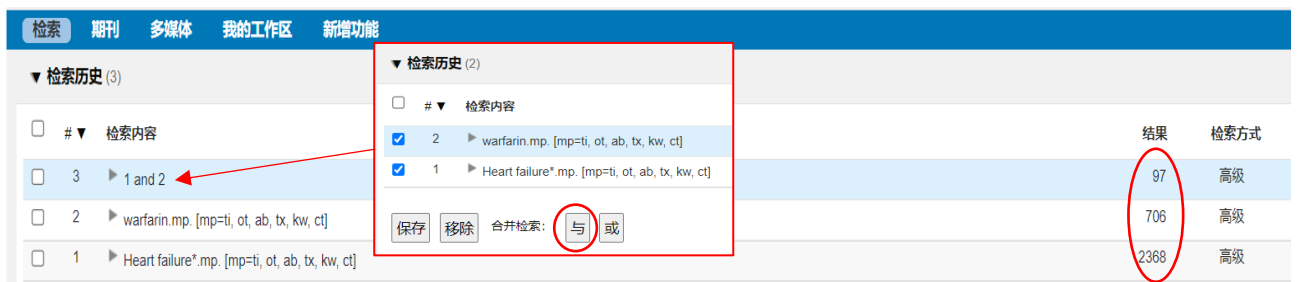 检索 期刊 多媒体 我的工作区 新增功能
▼ 检索历史 (3)
# ▼ 检索内容 结果 检索方式
3 1 and 2 97 高级
2 warfarin.mp. [mp=ti, ot, ab, tx, kw, ct] 706 高级
1 Heart failure*.mp. [mp=ti, ot, ab, tx, kw, ct] 2368 高级
▼ 检索历史 (2)
# ▼ 检索内容
2 warfarin.mp. [mp=ti, ot, ab, tx, kw, ct]
1 Heart failure*.mp. [mp=ti, ot, ab, tx, kw, ct]
保存 移除 合并检索: 与 或